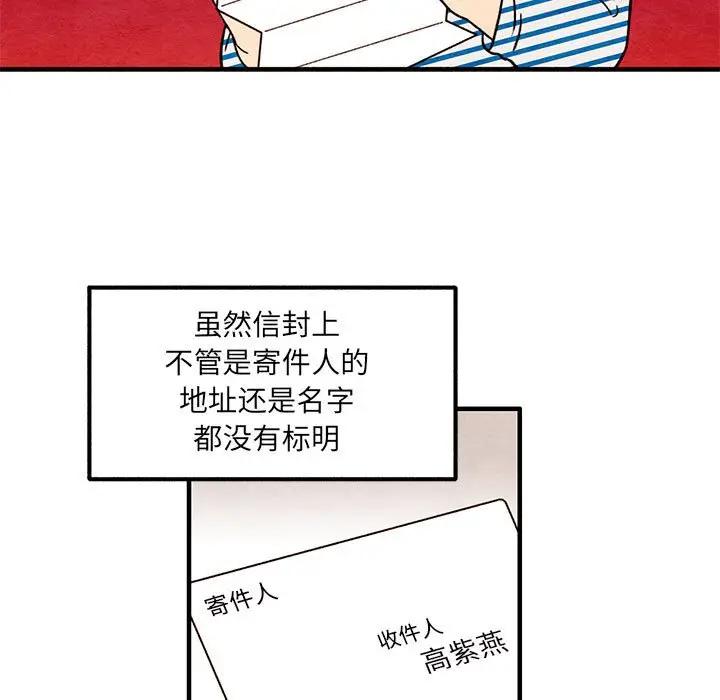 虽然信封上
不管是寄件人的
地址还是名字
都没有标明
寄件人
收件人
高紫燕